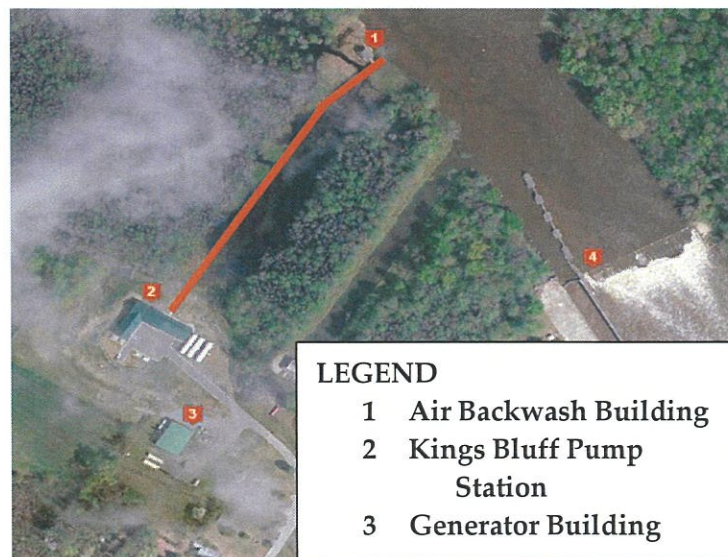 1
4
2
3
LEGEND
1 Air Backwash Building
2 Kings Bluff Pump
Station
3 Generator Building